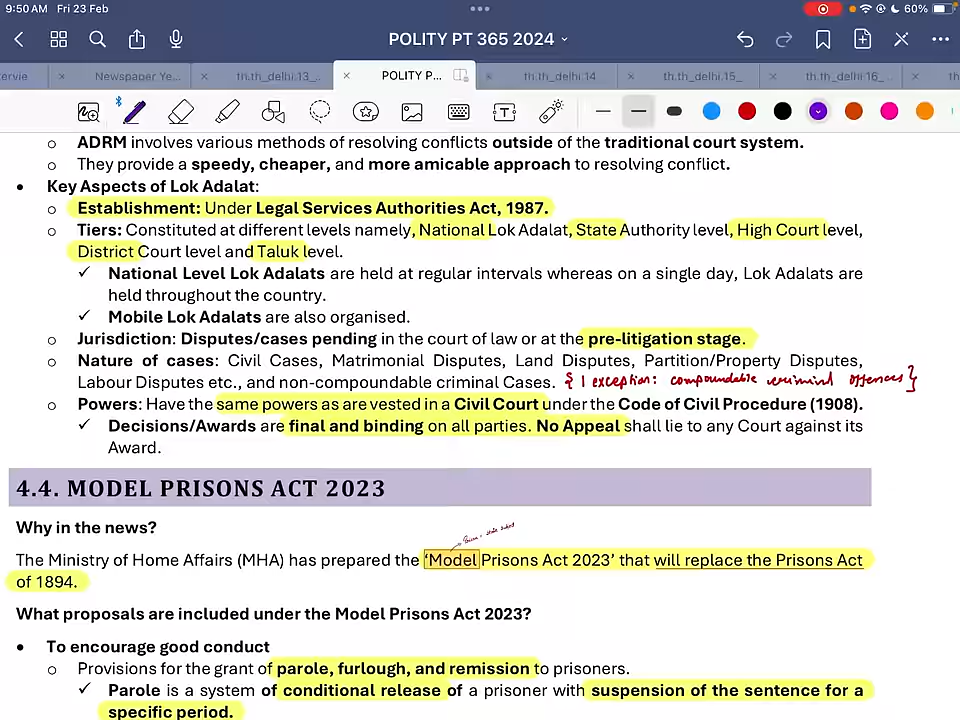 9:50 AM Fri 23 Feb
60%
POLITY PT 365 2024
tervie
Newspaper Ye...
th.th_delhi.13_..
POLITY P...
th.th_delhi.14
th.th_delhi.15_
th.th_delhi.16_
th
o ADRM involves various methods of resolving conflicts outside of the traditional court system.
o They provide a speedy, cheaper, and more amicable approach to resolving conflict.
• Key Aspects of Lok Adalat:
o Establishment: Under Legal Services Authorities Act, 1987.
o Tiers: Constituted at different levels namely, National Lok Adalat, State Authority level, High Court level,
District Court level and Taluk level.
✓ National Level Lok Adalats are held at regular intervals whereas on a single day, Lok Adalats are
held throughout the country.
✓ Mobile Lok Adalats are also organised.
o Jurisdiction: Disputes/cases pending in the court of law or at the pre-litigation stage.
o Nature of cases: Civil Cases, Matrimonial Disputes, Land Disputes, Partition/Property Disputes,
Labour Disputes etc., and non-compoundable criminal Cases. { 1 exception: compoundable criminal offences }
o Powers: Have the same powers as are vested in a Civil Court under the Code of Civil Procedure (1908).
✓ Decisions/Awards are final and binding on all parties. No Appeal shall lie to any Court against its
Award.
4.4. MODEL PRISONS ACT 2023
Why in the news?
The Ministry of Home Affairs (MHA) has prepared the 'Model Prisons Act 2023' that will replace the Prisons Act
of 1894.
What proposals are included under the Model Prisons Act 2023?
• To encourage good conduct
o Provisions for the grant of parole, furlough, and remission to prisoners.
✓ Parole is a system of conditional release of a prisoner with suspension of the sentence for a
specific period.